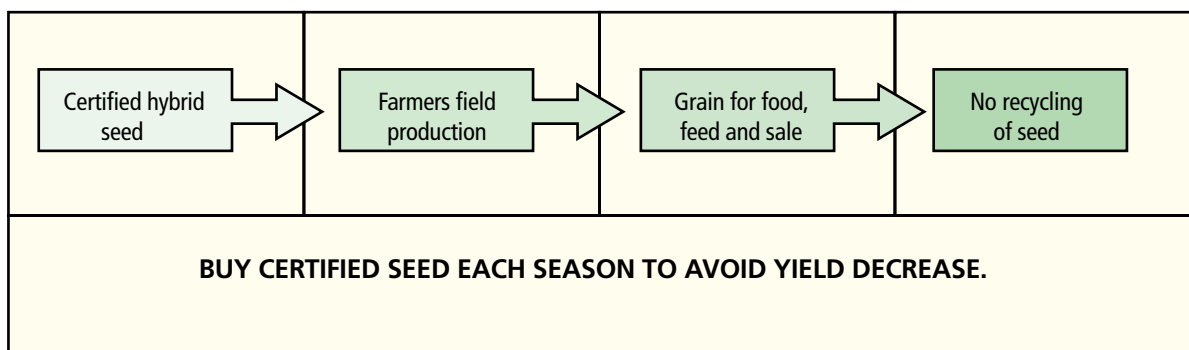 Certified hybrid
seed
Farmers field
production
Grain for food,
feed and sale
No recycling
of seed
BUY CERTIFIED SEED EACH SEASON TO AVOID YIELD DECREASE.